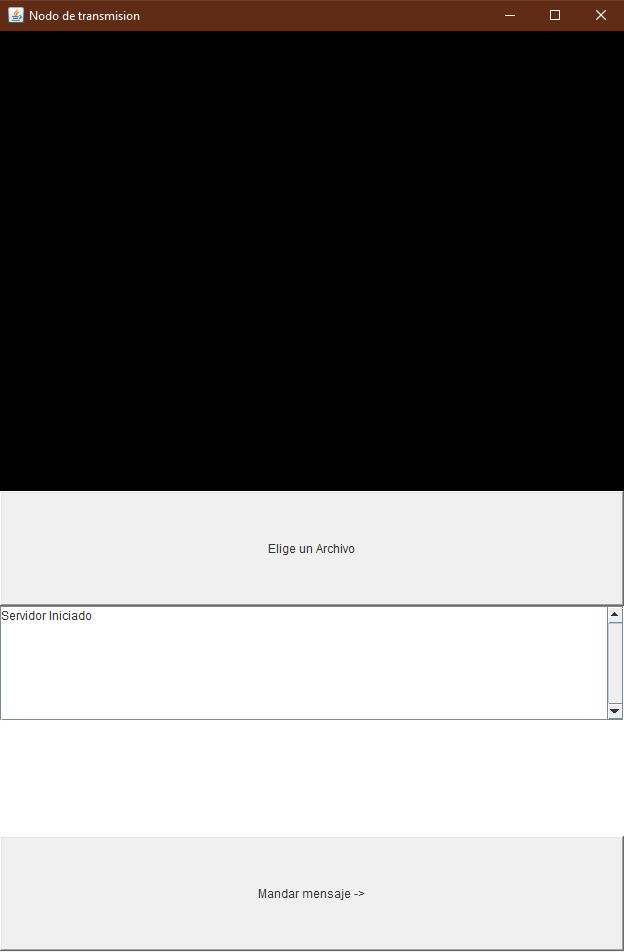 Nodo de transmision
Elige un Archivo
Servidor Iniciado
Mandar mensaje ->